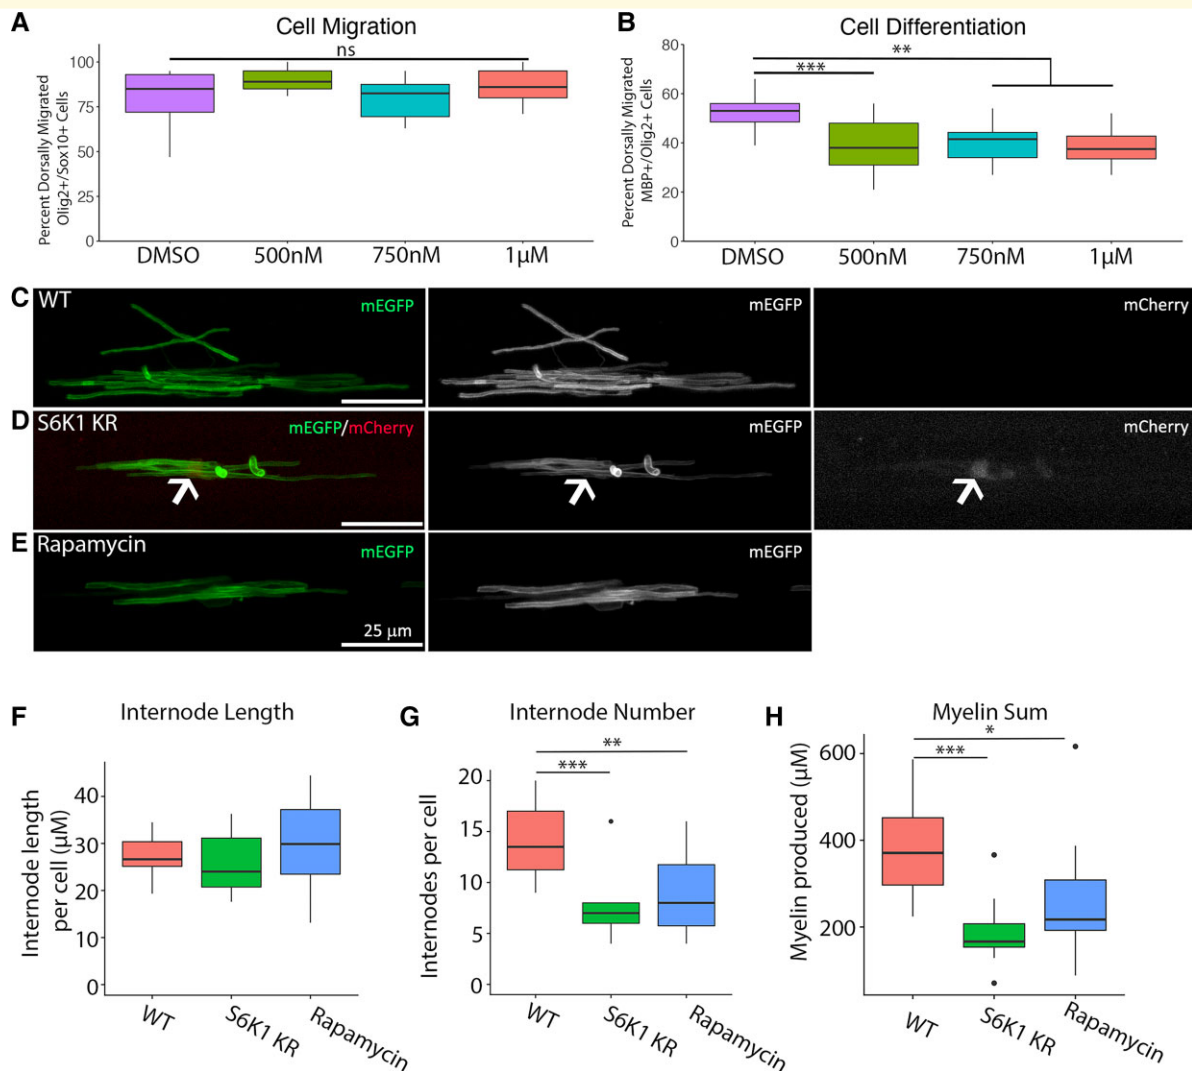 A
Cell Migration
ns
100
75
50
25
0
Percent Dorsally Migrated
Olig2+/Sox10+ Cells
DMSO 500nM 750nM 1µM
B
Cell Differentiation
**
***
80
60
40
20
0
Percent Dorsally Migrated
MBP+/Olig2+ Cells
DMSO 500nM 750nM 1µM
C WT mEGFP mEGFP mCherry
D S6K1 KR mEGFP/mCherry mEGFP mCherry
E Rapamycin mEGFP mEGFP
25 µm
F
Internode Length
40
30
20
10
0
Internode length
per cell (µM)
WT S6K1 KR Rapamycin
G
Internode Number
**
***
20
15
10
5
0
Internodes per cell
WT S6K1 KR Rapamycin
H
Myelin Sum
*
***
600
400
200
Myelin produced (µM)
WT S6K1 KR Rapamycin